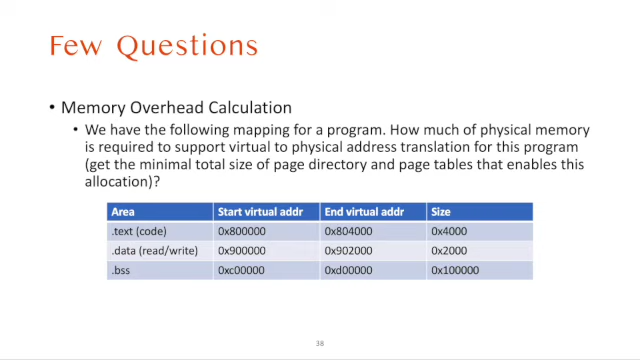 Few Questions
• Memory Overhead Calculation
• We have the following mapping for a program. How much of physical memory
is required to support virtual to physical address translation for this program
(get the minimal total size of page directory and page tables that enables this
allocation)?
Area Start virtual addr End virtual addr Size
.text (code) 0x800000 0x804000 0x4000
.data (read/write) 0x900000 0x902000 0x2000
.bss 0xc00000 0xd00000 0x100000
38